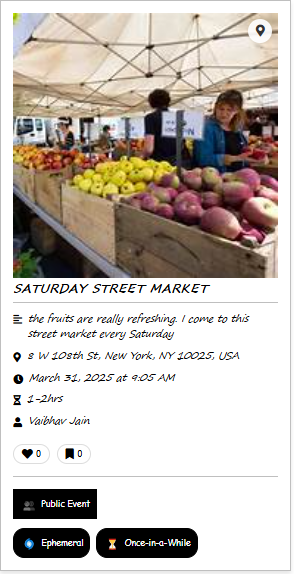 SATURDAY STREET MARKET
the fruits are really refreshing. I come to this
street market every Saturday
8 W 108th St, New York, NY 10025, USA
March 31, 2025 at 9:05 AM
1-2hrs
Vaibhav Jain
0 0
Public Event
Ephemeral Once-in-a-While